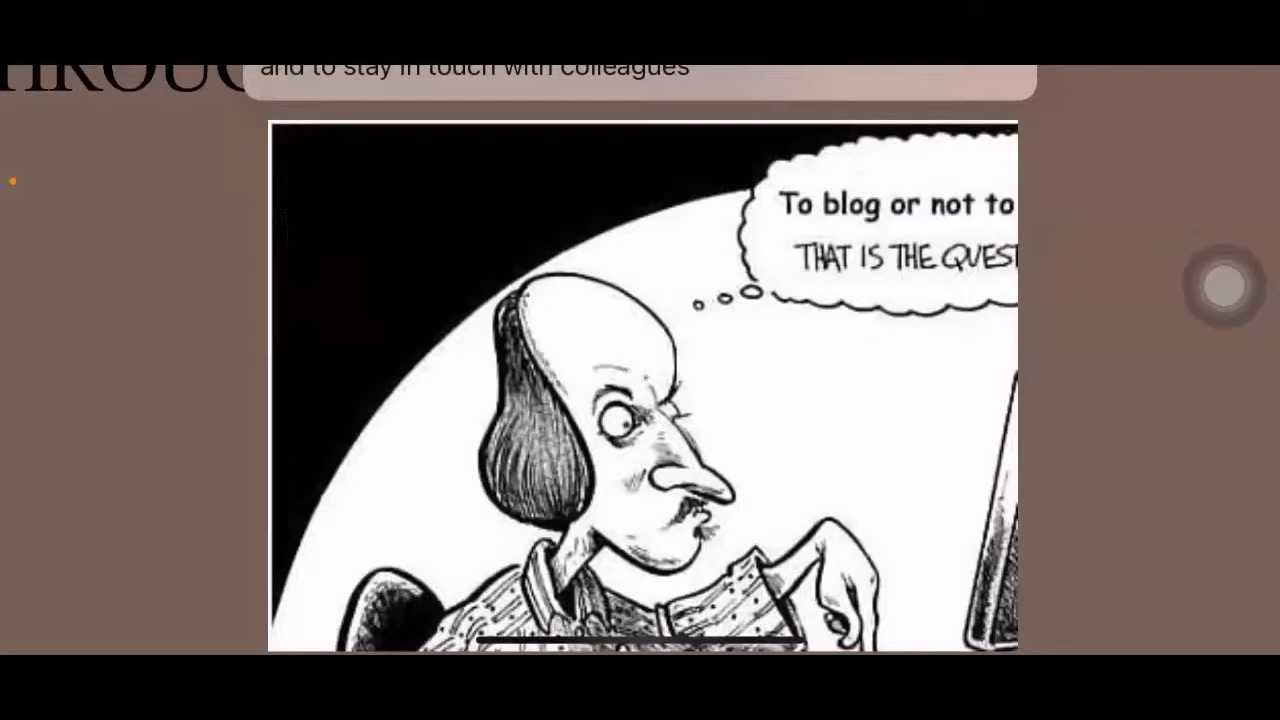 and to stay in touch with colleagues
To blog or not to
THAT IS THE QUEST